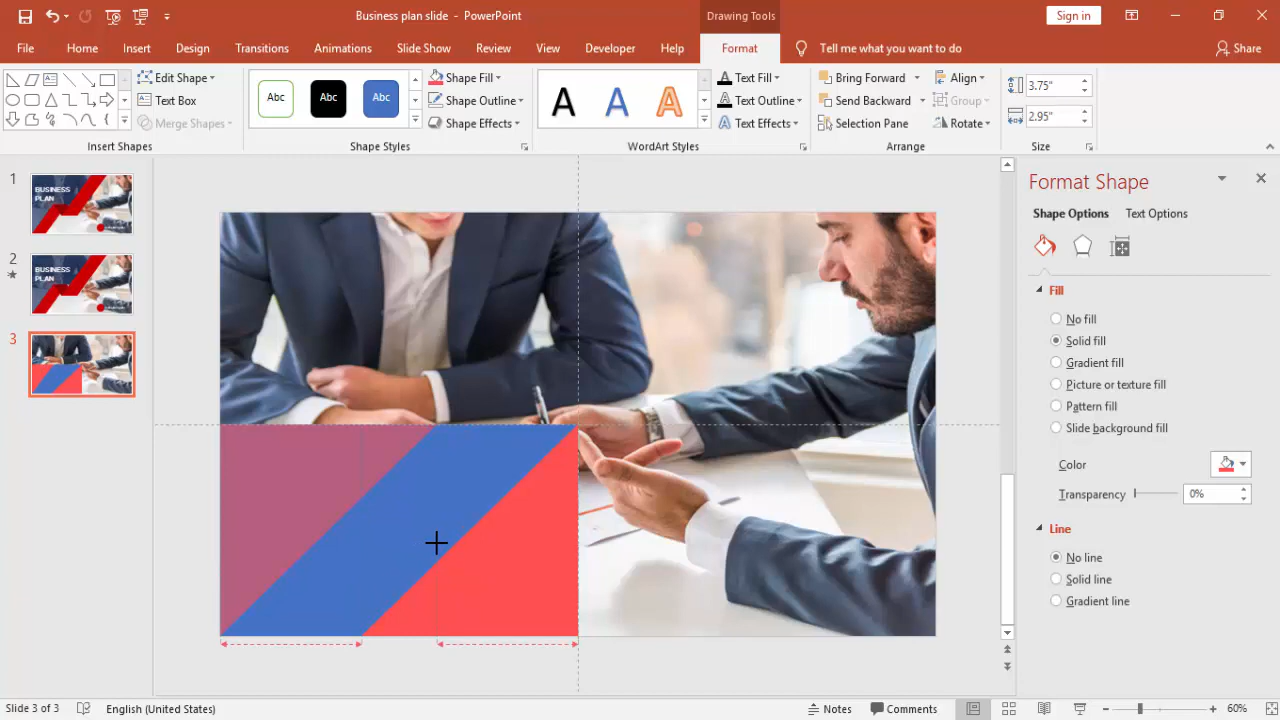 Business plan slide - PowerPoint
Drawing Tools
Sign in
File Home Insert Design Transitions Animations Slide Show Review View Developer Help Format Tell me what you want to do Share
Edit Shape
Text Box
Merge Shapes
Insert Shapes
Abc Abc Abc
Shape Fill
Shape Outline
Shape Effects
Shape Styles
A A A
Text Fill
Text Outline
Text Effects
WordArt Styles
Bring Forward
Send Backward
Selection Pane
Align
Group
Rotate
Arrange
3.75"
2.95"
Size
1
BUSINESS
PLAN
2
BUSINESS
PLAN
3
Format Shape
Shape Options Text Options
Fill
No fill
Solid fill
Gradient fill
Picture or texture fill
Pattern fill
Slide background fill
Color
Transparency 0%
Line
No line
Solid line
Gradient line
Slide 3 of 3 English (United States) Notes Comments 60%